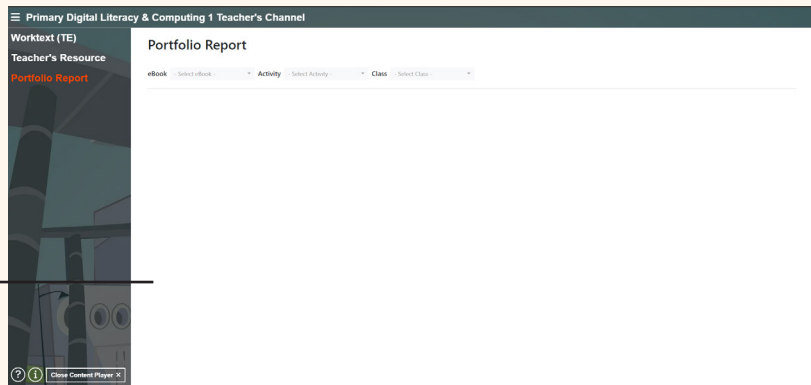 Primary Digital Literacy & Computing 1 Teacher's Channel
Worktext (TE)
Teacher's Resource
Portfolio Report
Portfolio Report
eBook - Select eBook - Activity - Select Activity - Class - Select Class -
? i Close Content Player ×